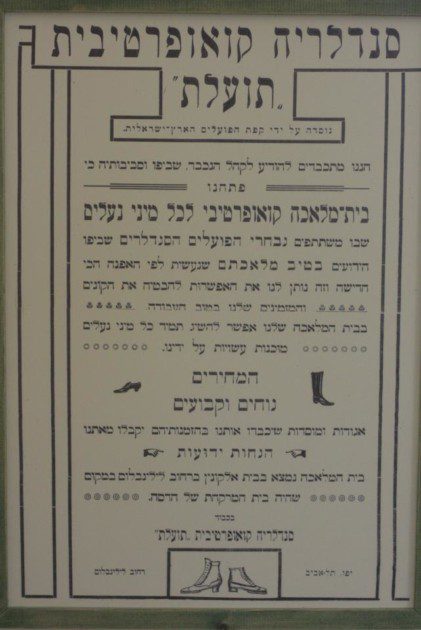 סנדלריה קואופרטיבית
„תועלת"
נוסדה על ידי קפת הפועלים הארץ־ישראלית.
הננו מתכבדים להודיע לקהל הנכבד שביפו וסביבותיה כי
פתחנו
בית־מלאכה קואופרטיבי לכל מיני נעלים
שבו משתתפים נבחרי הפועלים הסנדלרים שביפו
הידועים בטיב מלאכתם שנעשית לפי האפנה הכי
חדישה וזה נותן לנו את האפשרות להבטיח את הקונים
והמזמינים שלנו בטוב העבודה.
בבית המלאכה שלנו אפשר להשיג תמיד כל מיני נעלים
מוכנות עשויות על ידינו.
המחירים
נוחים וקבועים
אגודות ומוסדות שיכבדו אותנו בהזמנותיהם יקבלו מאתנו
הנחות ידועות
בית המלאכה נמצא בבית אלקונין ברחוב לילינבלום במקום
שהיה בית המרקחת של הדסה.
בכבוד
סנדלריה קואופרטיבית „תועלת"
יפו, תל־אביב
רחוב לילינבלום